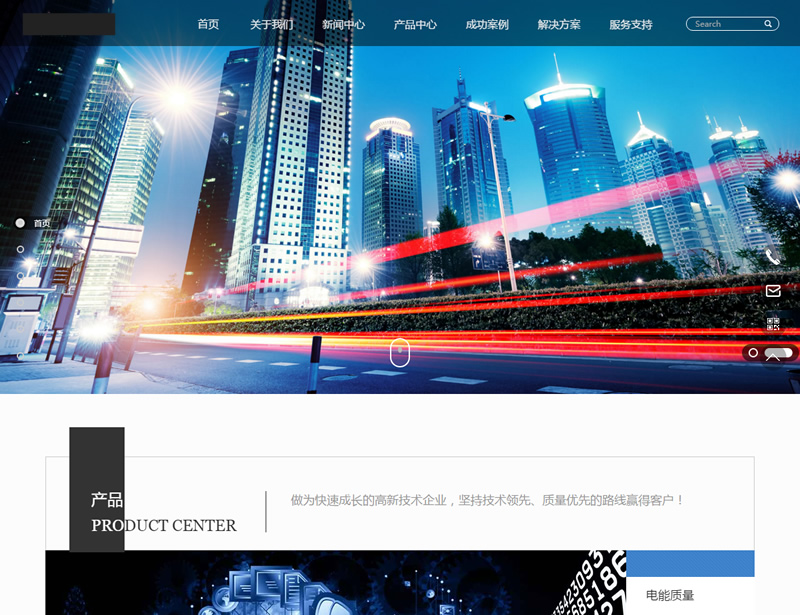 首页 关于我们 新闻中心 产品中心 成功案例 解决方案 服务支持 Search
首页
产品
PRODUCT CENTER
做为快速成长的高新技术企业，坚持技术领先、质量优先的路线赢得客户！
电能质量